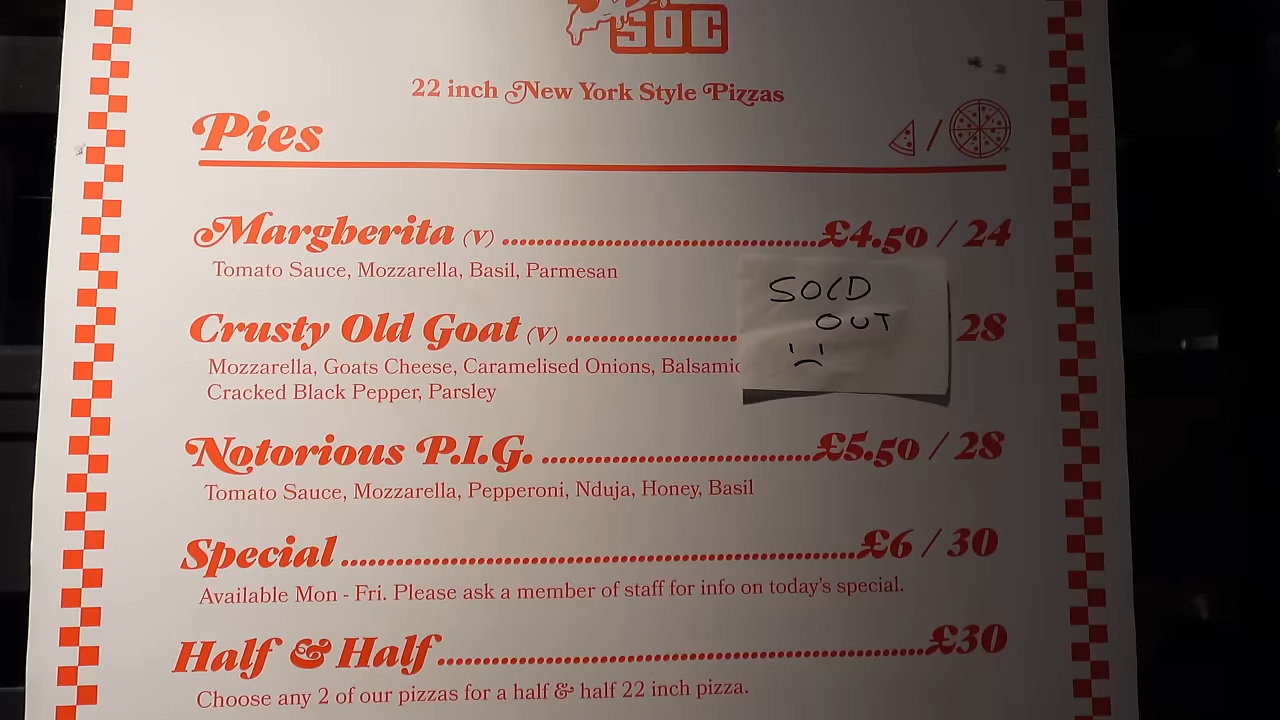 SOC
22 inch New York Style Pizzas
Pies
/
Margherita (V) £4.50 / 24
Tomato Sauce, Mozzarella, Basil, Parmesan
SOLD
OUT
Crusty Old Goat (V) 28
Mozzarella, Goats Cheese, Caramelised Onions, Balsamic
Cracked Black Pepper, Parsley
Notorious P.I.G. £5.50 / 28
Tomato Sauce, Mozzarella, Pepperoni, Nduja, Honey, Basil
Special £6 / 30
Available Mon - Fri. Please ask a member of staff for info on today's special.
Half & Half £30
Choose any 2 of our pizzas for a half & half 22 inch pizza.